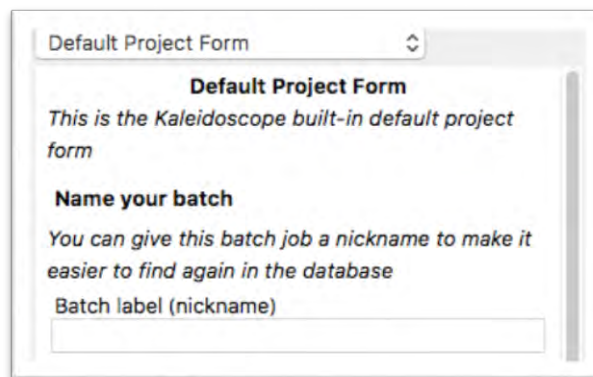 Default Project Form
Default Project Form
This is the Kaleidoscope built-in default project
form
Name your batch
You can give this batch job a nickname to make it
easier to find again in the database
Batch label (nickname)